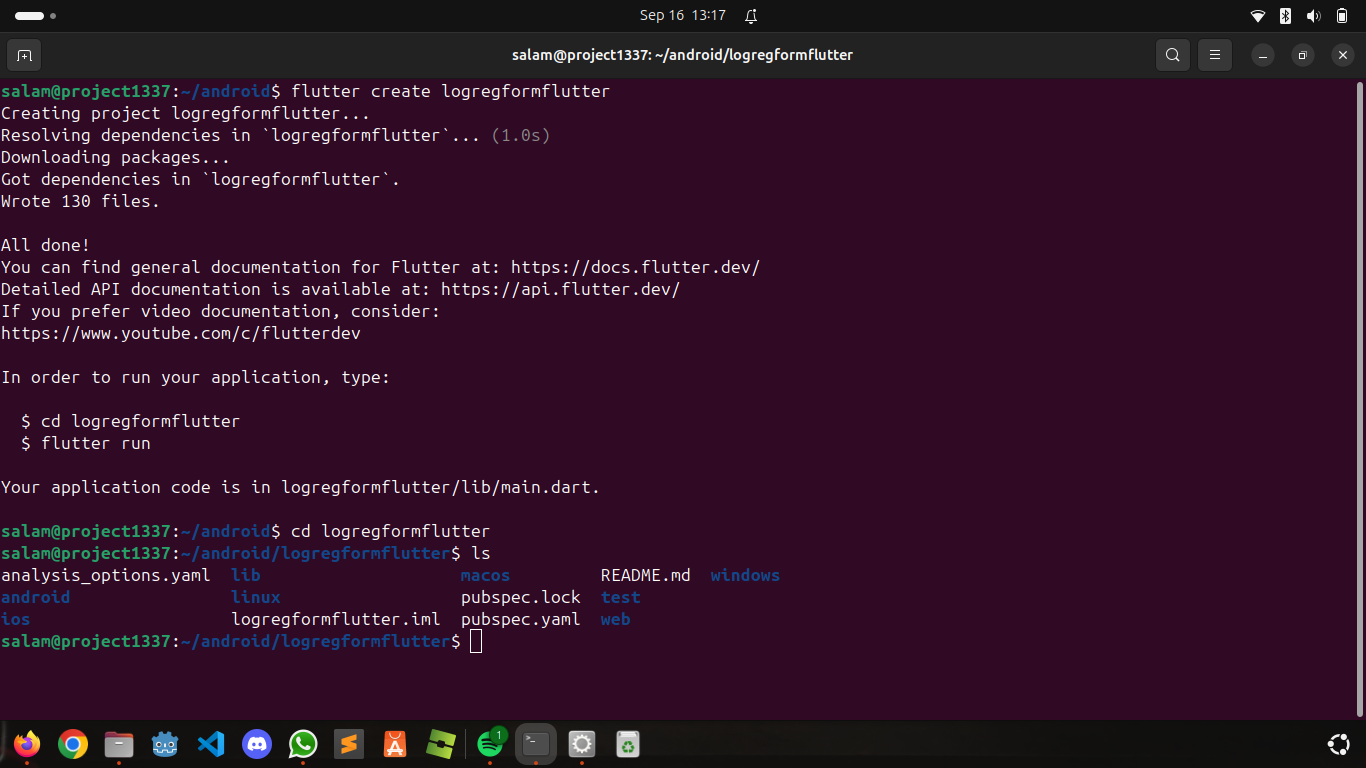 Sep 16 13:17
salam@project1337: ~/android/logregformflutter
salam@project1337:~/android$ flutter create logregformflutter
Creating project logregformflutter...
Resolving dependencies in `logregformflutter`... (1.0s)
Downloading packages...
Got dependencies in `logregformflutter`.
Wrote 130 files.
All done!
You can find general documentation for Flutter at: https://docs.flutter.dev/
Detailed API documentation is available at: https://api.flutter.dev/
If you prefer video documentation, consider:
https://www.youtube.com/c/flutterdev
In order to run your application, type:
$ cd logregformflutter
$ flutter run
Your application code is in logregformflutter/lib/main.dart.
salam@project1337:~/android$ cd logregformflutter
salam@project1337:~/android/logregformflutter$ ls
analysis_options.yaml lib macos README.md windows
android linux pubspec.lock test
ios logregformflutter.iml pubspec.yaml web
salam@project1337:~/android/logregformflutter$
1